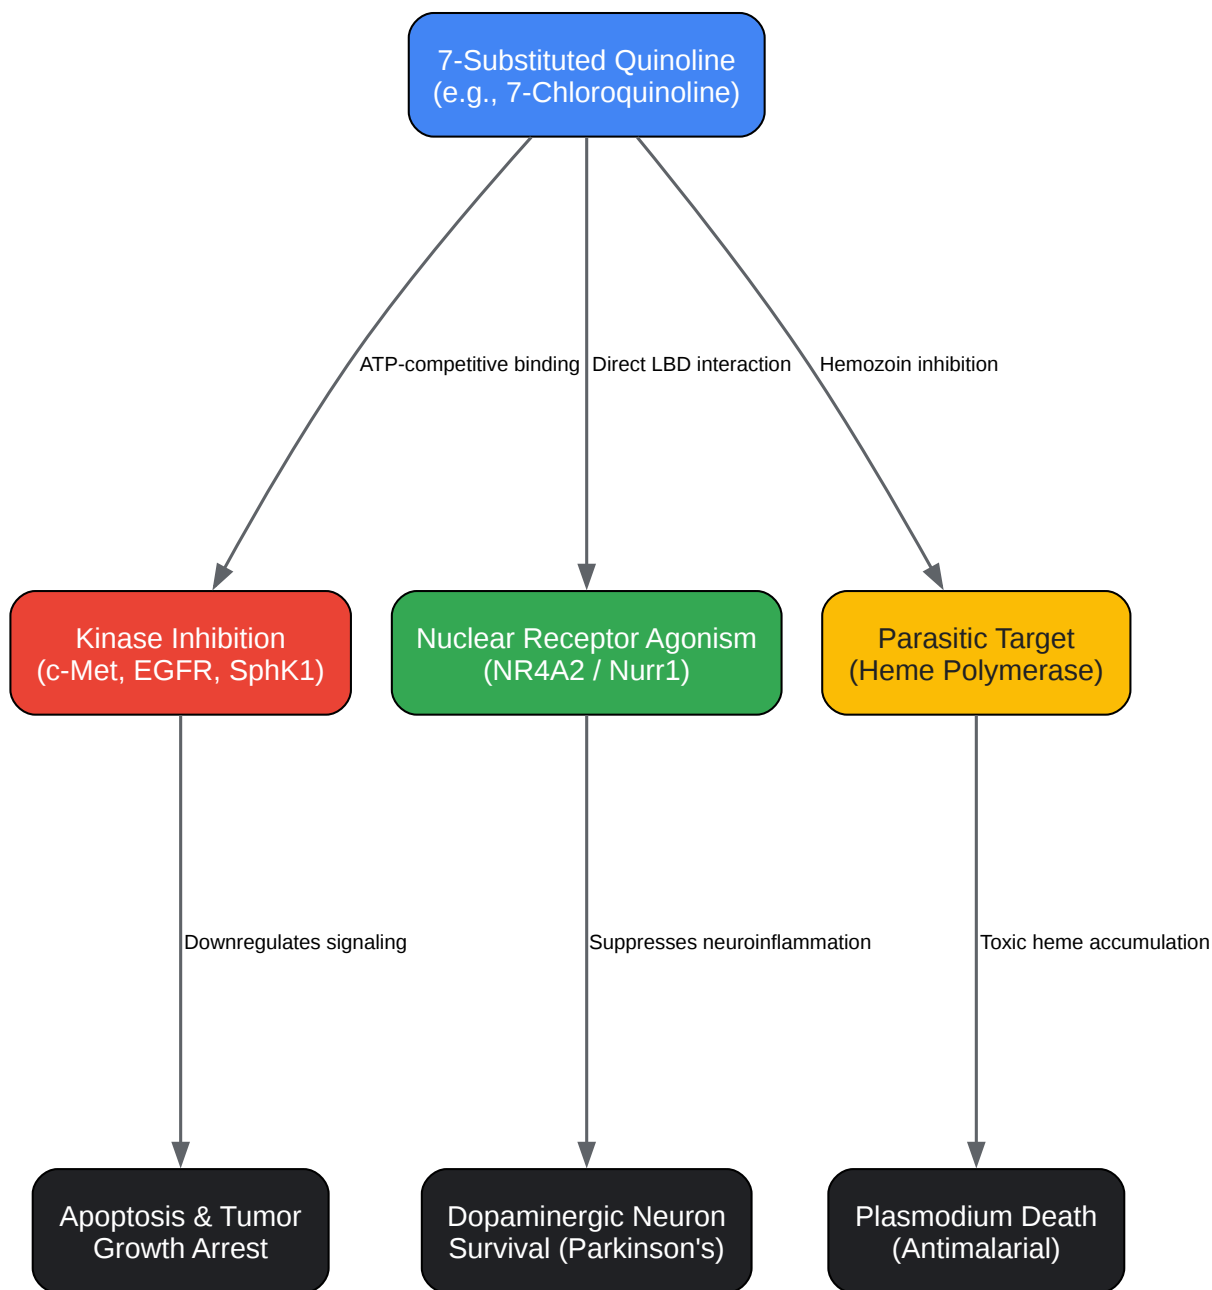 7-Substituted Quinoline
(e.g., 7-Chloroquinoline)
ATP-competitive binding
Direct LBD interaction
Hemozoin inhibition
Kinase Inhibition
(c-Met, EGFR, SphK1)
Nuclear Receptor Agonism
(NR4A2 / Nurr1)
Parasitic Target
(Heme Polymerase)
Downregulates signaling
Suppresses neuroinflammation
Toxic heme accumulation
Apoptosis & Tumor
Growth Arrest
Dopaminergic Neuron
Survival (Parkinson's)
Plasmodium Death
(Antimalarial)